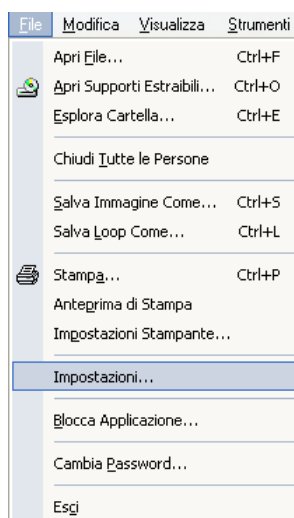 File Modifica Visualizza Strumenti
Apri File... Ctrl+F
Apri Supporti Estraibili... Ctrl+O
Esplora Cartella... Ctrl+E
Chiudi Tutte le Persone
Salva Immagine Come... Ctrl+S
Salva Loop Come... Ctrl+L
Stampa... Ctrl+P
Anteprima di Stampa
Impostazioni Stampante...
Impostazioni...
Blocca Applicazione...
Cambia Password...
Esci